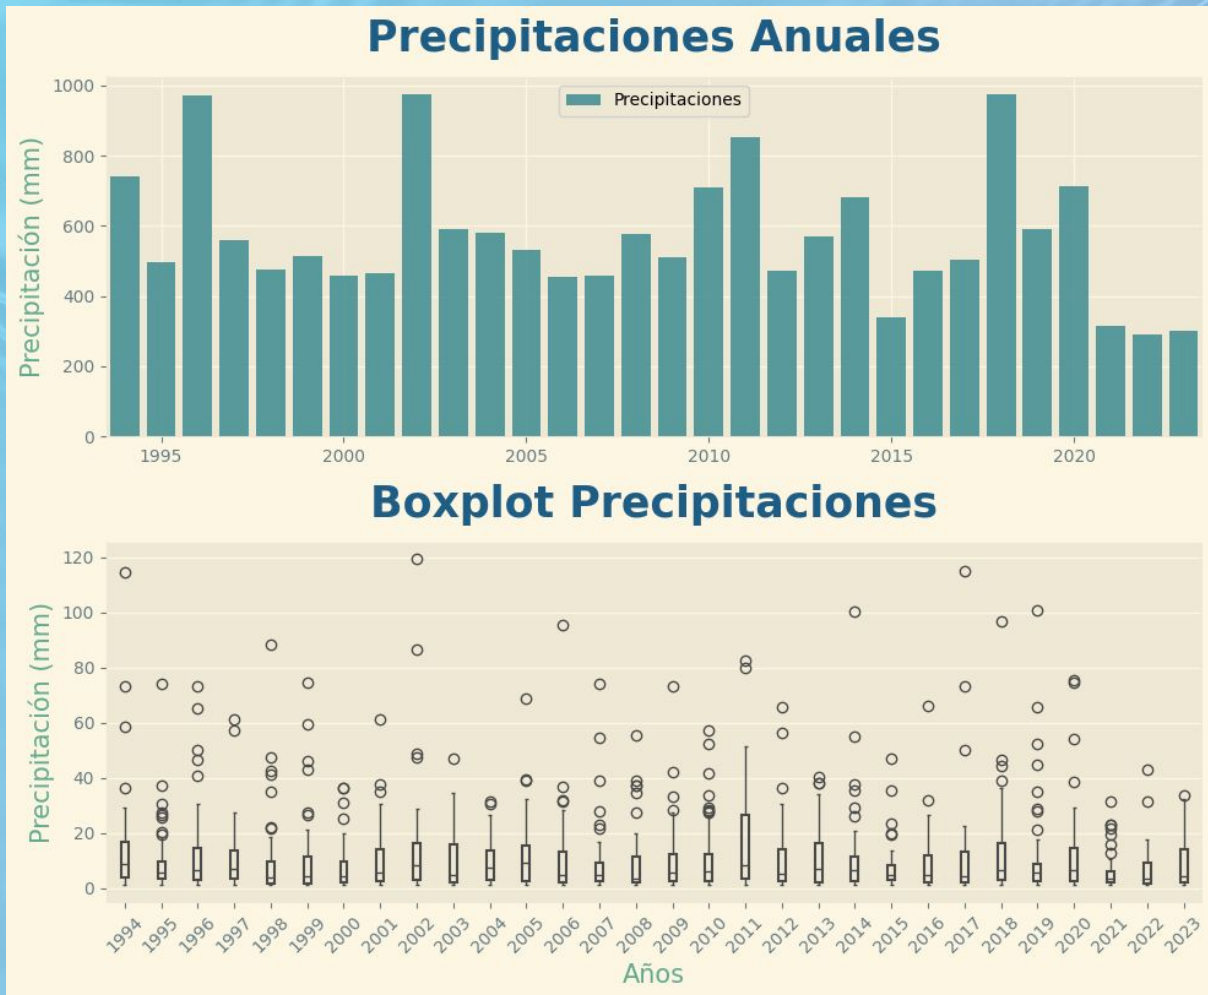 Precipitaciones Anuales
Precipitaciones
Precipitación (mm)
1000
800
600
400
200
0
1995 2000 2005 2010 2015 2020
Boxplot Precipitaciones
Precipitación (mm)
120
100
80
60
40
20
0
1994 1995 1996 1997 1998 1999 2000 2001 2002 2003 2004 2005 2006 2007 2008 2009 2010 2011 2012 2013 2014 2015 2016 2017 2018 2019 2020 2021 2022 2023
Años